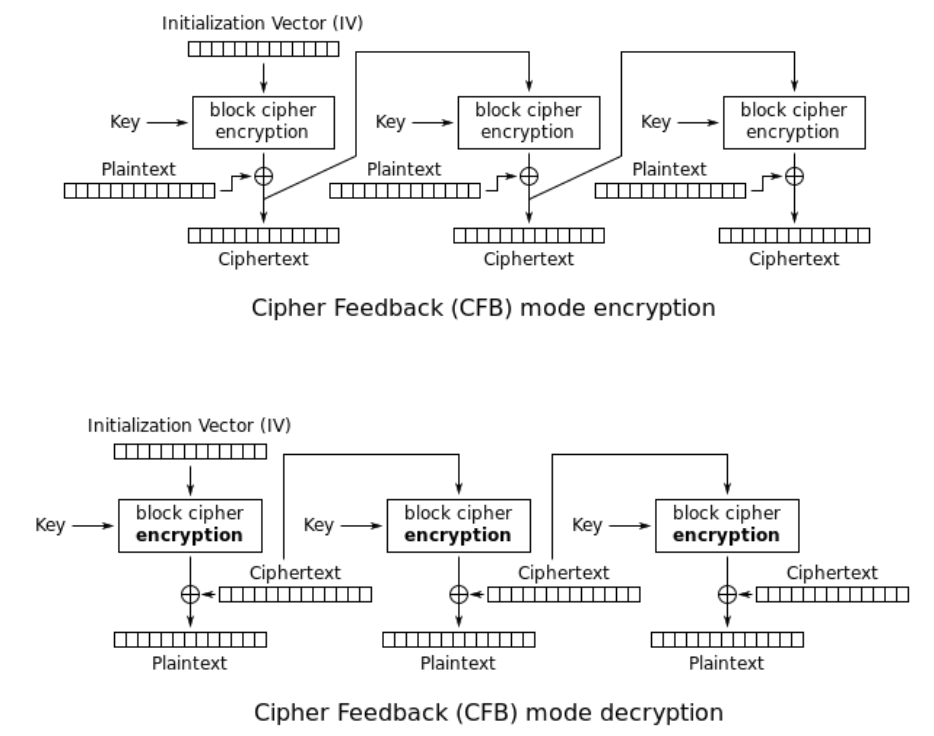 Initialization Vector (IV)
Key
block cipher
encryption
Key
block cipher
encryption
Key
block cipher
encryption
Plaintext
Plaintext
Plaintext
Ciphertext
Ciphertext
Ciphertext
Cipher Feedback (CFB) mode encryption
Initialization Vector (IV)
Key
block cipher
encryption
Key
block cipher
encryption
Key
block cipher
encryption
Ciphertext
Ciphertext
Ciphertext
Plaintext
Plaintext
Plaintext
Cipher Feedback (CFB) mode decryption